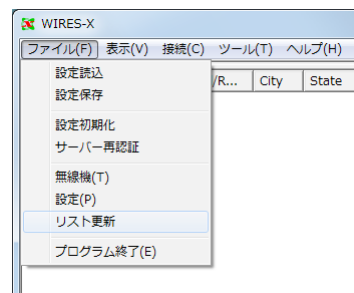 WIRES-X
ファイル(F) 表示(V) 接続(C) ツール(T) ヘルプ(H)
/R... City State
設定読込
設定保存
設定初期化
サーバー再認証
無線機(T)
設定(P)
リスト更新
プログラム終了(E)